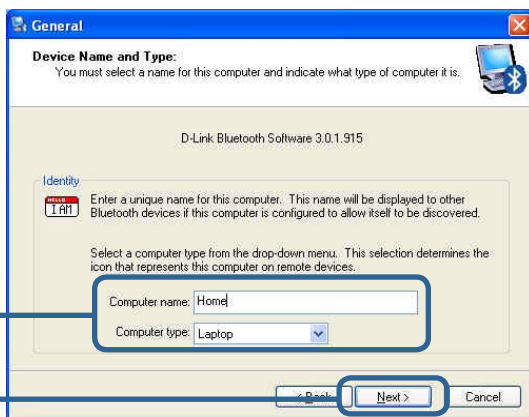 General
Device Name and Type:
You must select a name for this computer and indicate what type of computer it is.
D-Link Bluetooth Software 3.0.1.915
Identity
HELLO
I AM
Enter a unique name for this computer. This name will be displayed to other
Bluetooth devices if this computer is configured to allow itself to be discovered.
Select a computer type from the drop-down menu. This selection determines the
icon that represents this computer on remote devices.
Computer name: Home
Computer type: Laptop
< Back Next > Cancel